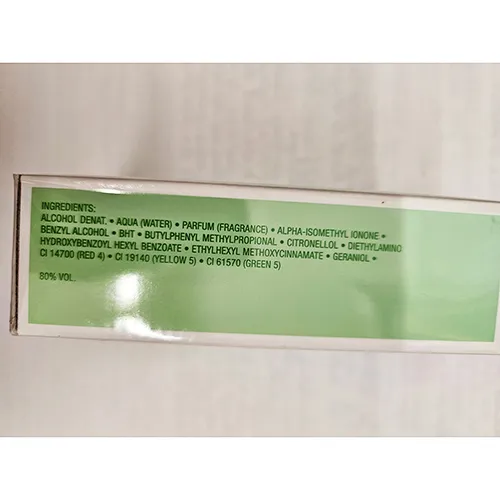 INGREDIENTS:
ALCOHOL DENAT. • AQUA (WATER) • PARFUM (FRAGRANCE) • ALPHA-ISOMETHYL IONONE •
BENZYL ALCOHOL • BHT • BUTYLPHENYL METHYLPROPIONAL • CITRONELLOL • DIETHYLAMINO
HYDROXYBENZOYL HEXYL BENZOATE • ETHYLHEXYL METHOXYCINNAMATE • GERANIOL •
CI 14700 (RED 4) • CI 19140 (YELLOW 5) • CI 61570 (GREEN 5)
80% VOL.